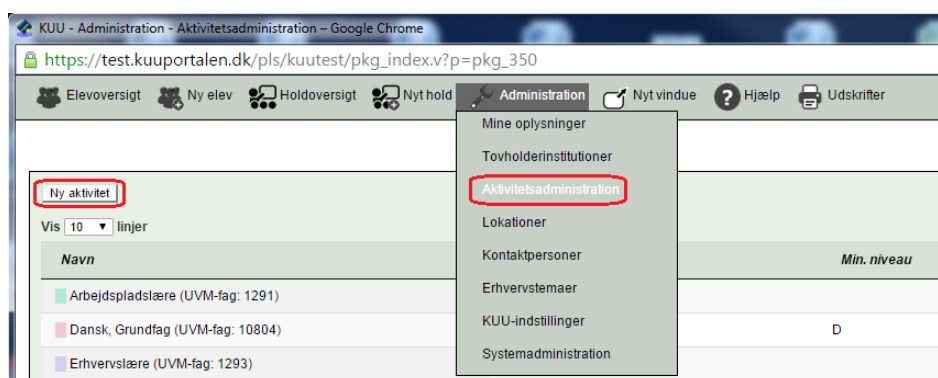 KUU - Administration - Aktivitetsadministration – Google Chrome
https://test.kuuportalen.dk/pls/kuutest/pkg_index.v?p=pkg_350
Elevoversigt Ny elev Holdoversigt Nyt hold Administration Nyt vindue ? Hjælp Udskrifter
Mine oplysninger
Tovholderinstitutioner
Aktivitetsadministration
Lokationer
Kontaktpersoner
Erhvervstemaer
KUU-indstillinger
Systemadministration
Ny aktivitet
Vis 10 linjer
Navn Min. niveau
Arbejdspladslære (UVM-fag: 1291)
Dansk, Grundfag (UVM-fag: 10804) D
Erhvervslære (UVM-fag: 1293)